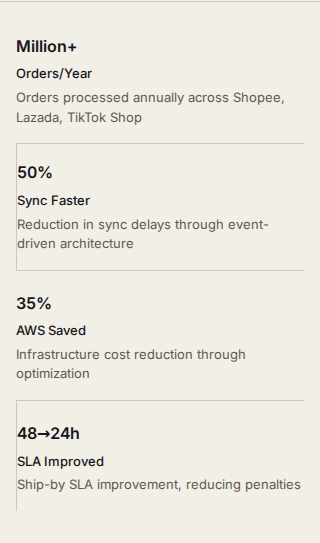 Million+
Orders/Year
Orders processed annually across Shopee,
Lazada, TikTok Shop
50%
Sync Faster
Reduction in sync delays through event-
driven architecture
35%
AWS Saved
Infrastructure cost reduction through
optimization
48→24h
SLA Improved
Ship-by SLA improvement, reducing penalties